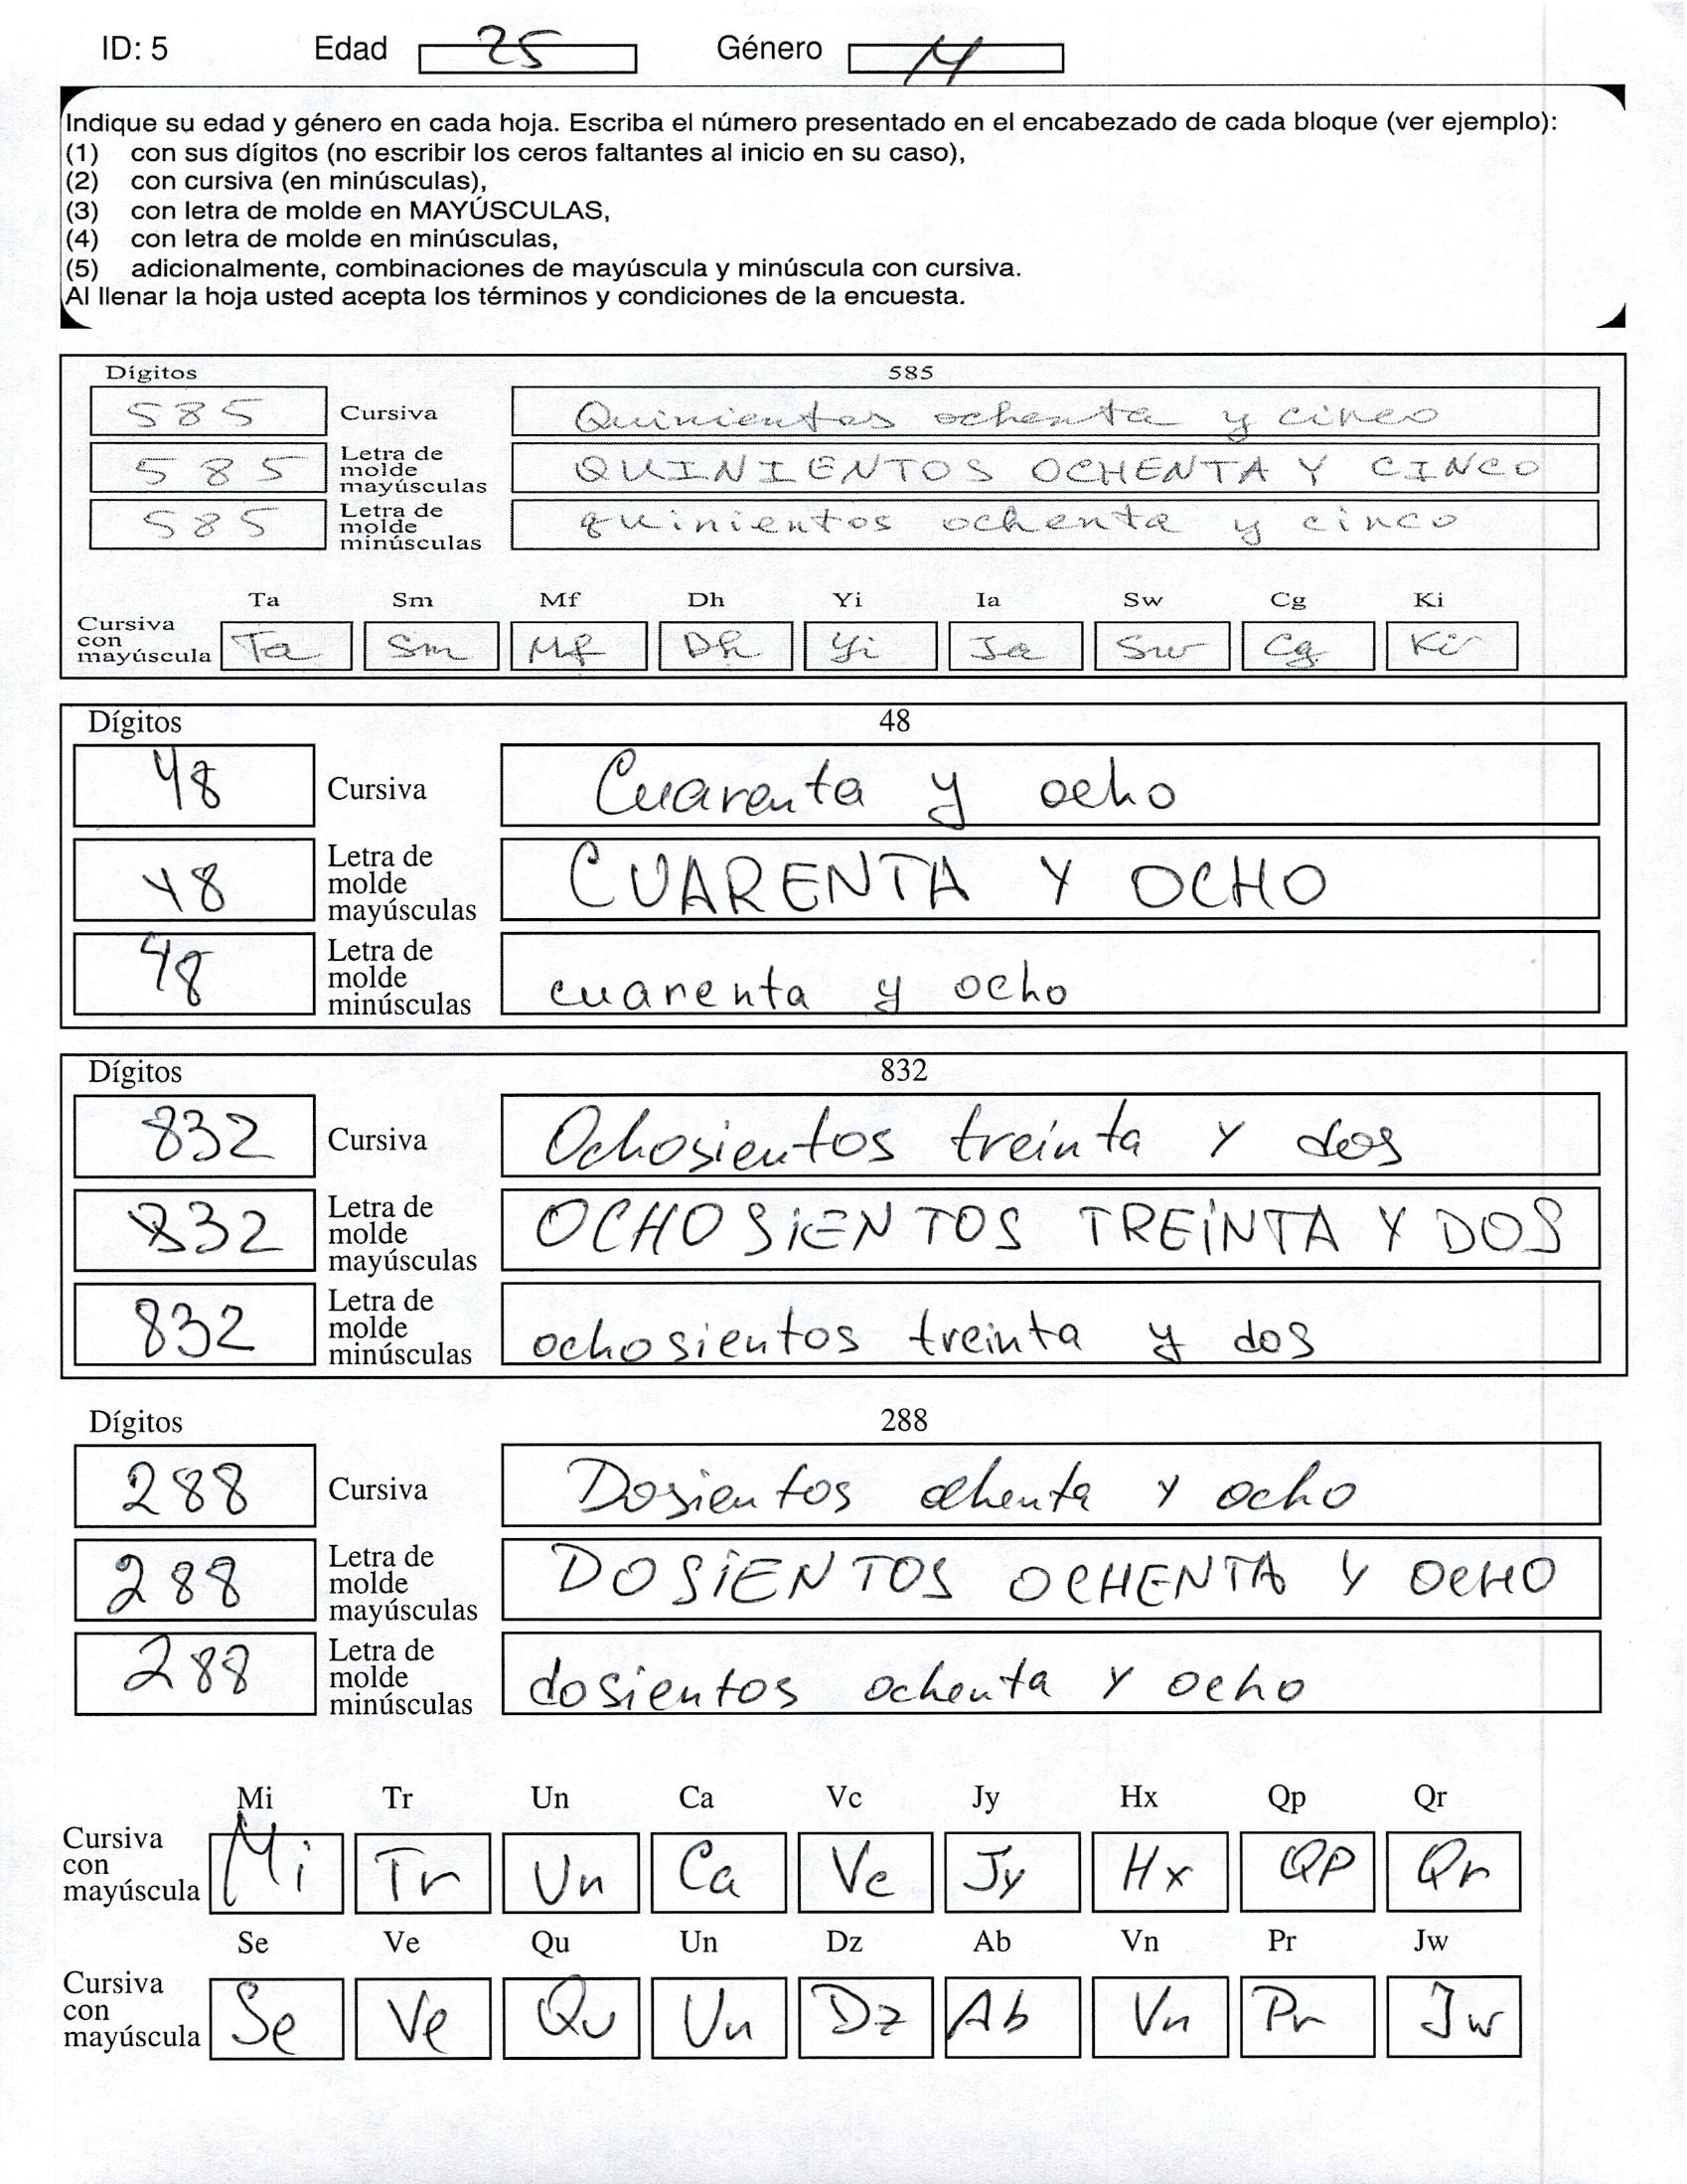 ID: 5 Edad 25 Género M
Indique su edad y género en cada hoja. Escriba el número presentado en el encabezado de cada bloque (ver ejemplo):
(1) con sus dígitos (no escribir los ceros faltantes al inicio en su caso),
(2) con cursiva (en minúsculas),
(3) con letra de molde en MAYÚSCULAS,
(4) con letra de molde en minúsculas,
(5) adicionalmente, combinaciones de mayúscula y minúscula con cursiva.
Al llenar la hoja usted acepta los términos y condiciones de la encuesta.
Dígitos 585
585 Cursiva Quinientos ochenta y cinco
585 Letra de molde mayúsculas QUINIENTOS OCHENTA Y CINCO
585 Letra de molde minúsculas quinientos ochenta y cinco
Ta Sm Mf Dh Yi Ia Sw Cg Ki
Cursiva con mayúscula Ta Sm Mf Dh Yi Ia Sw Cg Ki
Dígitos 48
48 Cursiva Cuarenta y ocho
48 Letra de molde mayúsculas CUARENTA Y OCHO
48 Letra de molde minúsculas cuarenta y ocho
Dígitos 832
832 Cursiva Ochosientos treinta y dos
832 Letra de molde mayúsculas OCHOSIENTOS TREINTA Y DOS
832 Letra de molde minúsculas ochosientos treinta y dos
Dígitos 288
288 Cursiva Dosientos ochenta y ocho
288 Letra de molde mayúsculas DOSIENTOS OCHENTA Y OCHO
288 Letra de molde minúsculas dosientos ochenta y ocho
Mi Tr Un Ca Vc Jy Hx Qp Qr
Cursiva con mayúscula Mi Tr Un Ca Vc Jy Hx Qp Qr
Se Ve Qu Un Dz Ab Vn Pr Jw
Cursiva con mayúscula Se Ve Qu Un Dz Ab Vn Pr Jw